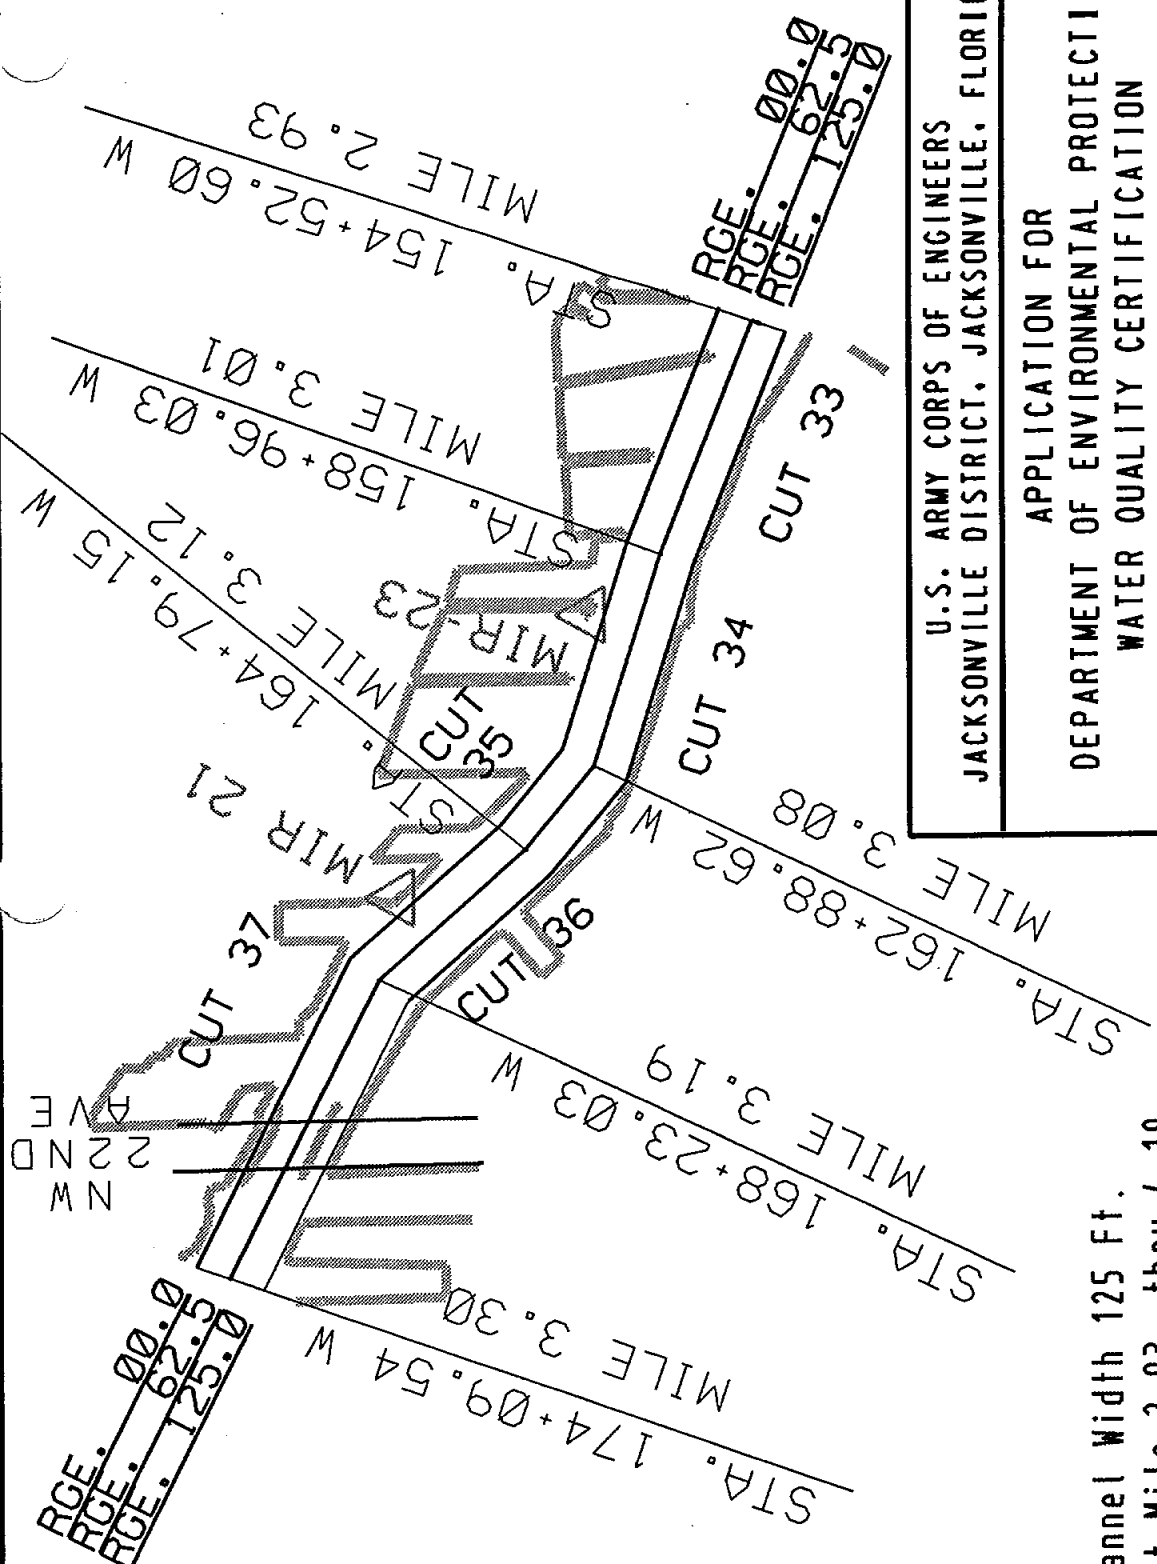 RGE. 00.0
RGE. 62.5
RGE. 125.0
STA. 154+52.60 W
MILE 2.93
STA. 158+96.03 W
MILE 3.01
STA. 164+79.15 W
MILE 3.12
MIR-23
CUT
35
MIR 21
CUT 37
CUT 33
CUT 34
CUT 36
STA. 162+88.62 W
MILE 3.08
STA. 168+23.03 W
MILE 3.19
NW
22ND
AVE
STA. 174+09.54 W
MILE 3.30
RGE. 00.0
RGE. 62.5
RGE. 125.0
U.S. ARMY CORPS OF ENGINEERS
JACKSONVILLE DISTRICT, JACKSONVILLE, FLORID
APPLICATION FOR
DEPARTMENT OF ENVIRONMENTAL PROTECTI
WATER QUALITY CERTIFICATION
annel Width 125 Ft.
Mile 2.93 thru